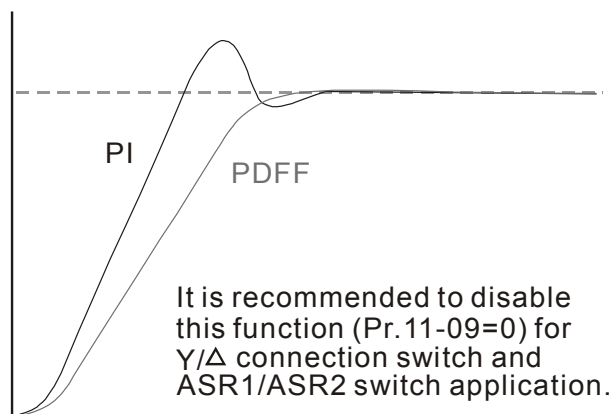 PI
PDFF
It is recommended to disable
this function (Pr.11-09=0) for
Y/△ connection switch and
ASR1/ASR2 switch application.